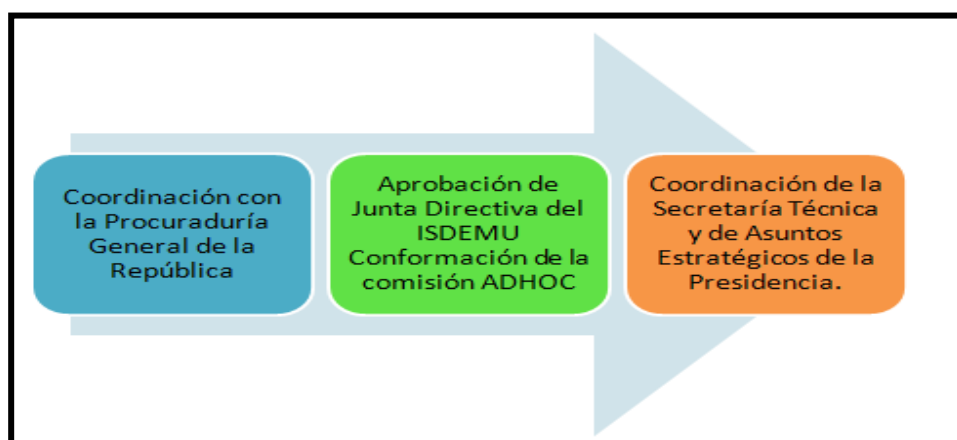 Coordinación con
la Procuraduría
General de la
República
Aprobación de
Junta Directiva del
ISDEMU
Conformación de la
comisión ADHOC
Coordinación de la
Secretaría Técnica
y de Asuntos
Estratégicos de la
Presidencia.